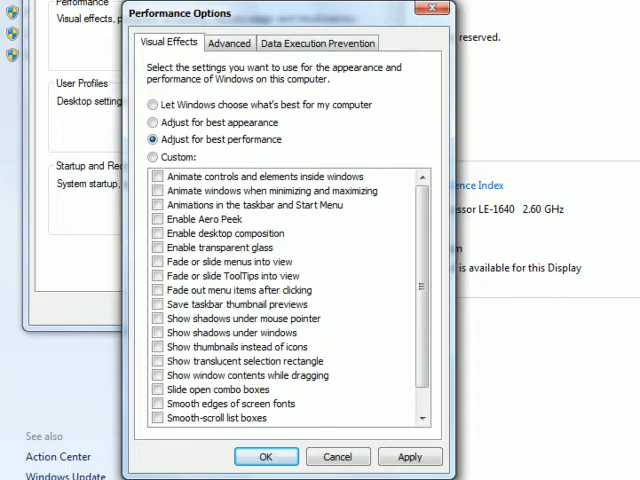 Performance
Visual effects, p
User Profiles
Desktop setting
Startup and Rec
System startup,
See also
Action Center
Windows Update
Performance Options
Visual Effects
Advanced
Data Execution Prevention
Select the settings you want to use for the appearance and
performance of Windows on this computer.
Let Windows choose what's best for my computer
Adjust for best appearance
Adjust for best performance
Custom:
Animate controls and elements inside windows
Animate windows when minimizing and maximizing
Animations in the taskbar and Start Menu
Enable Aero Peek
Enable desktop composition
Enable transparent glass
Fade or slide menus into view
Fade or slide ToolTips into view
Fade out menu items after clicking
Save taskbar thumbnail previews
Show shadows under mouse pointer
Show shadows under windows
Show thumbnails instead of icons
Show translucent selection rectangle
Show window contents while dragging
Slide open combo boxes
Smooth edges of screen fonts
Smooth-scroll list boxes
OK
Cancel
Apply
reserved.
ence Index
essor LE-1640 2.60 GHz
m
is available for this Display